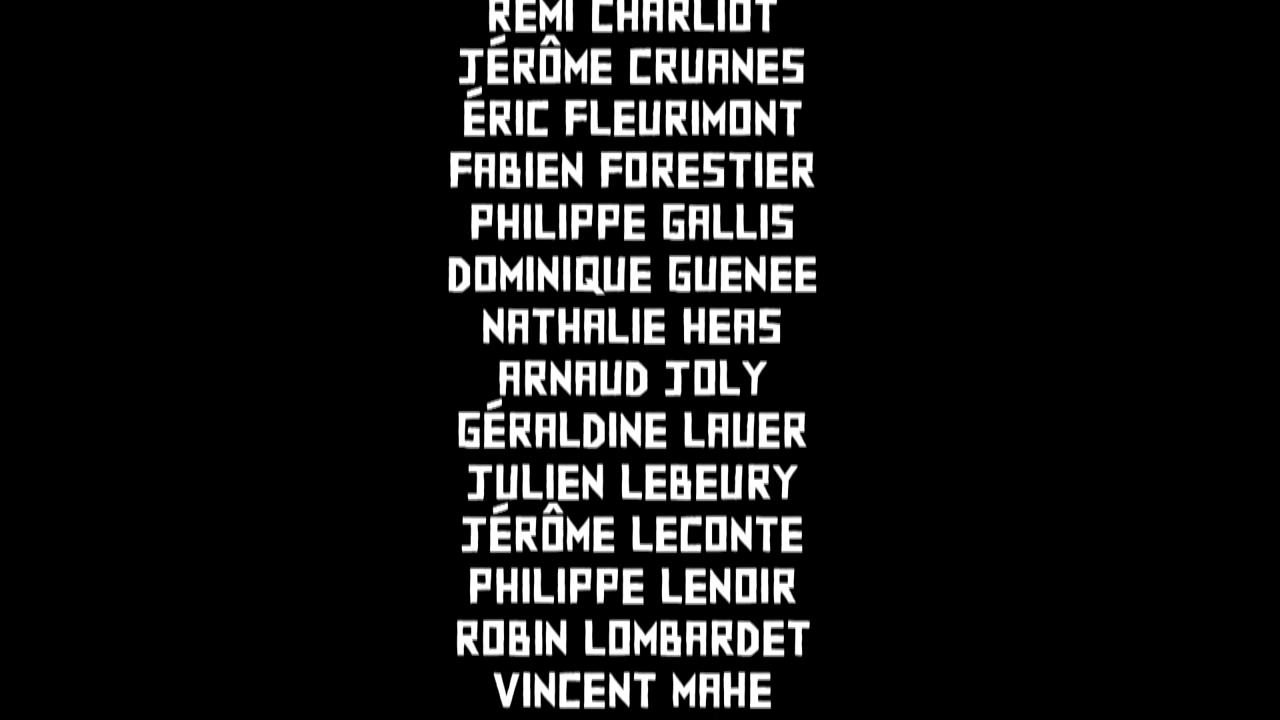 REMI CHARLIOT
JÉRÔME CRUANES
ÉRIC FLEURIMONT
FABIEN FORESTIER
PHILIPPE GALLIS
DOMINIQUE GUENEE
NATHALIE HEAS
ARNAUD JOLY
GÉRALDINE LAUER
JULIEN LEBEURY
JÉRÔME LECONTE
PHILIPPE LENOIR
ROBIN LOMBARDET
VINCENT MAHE